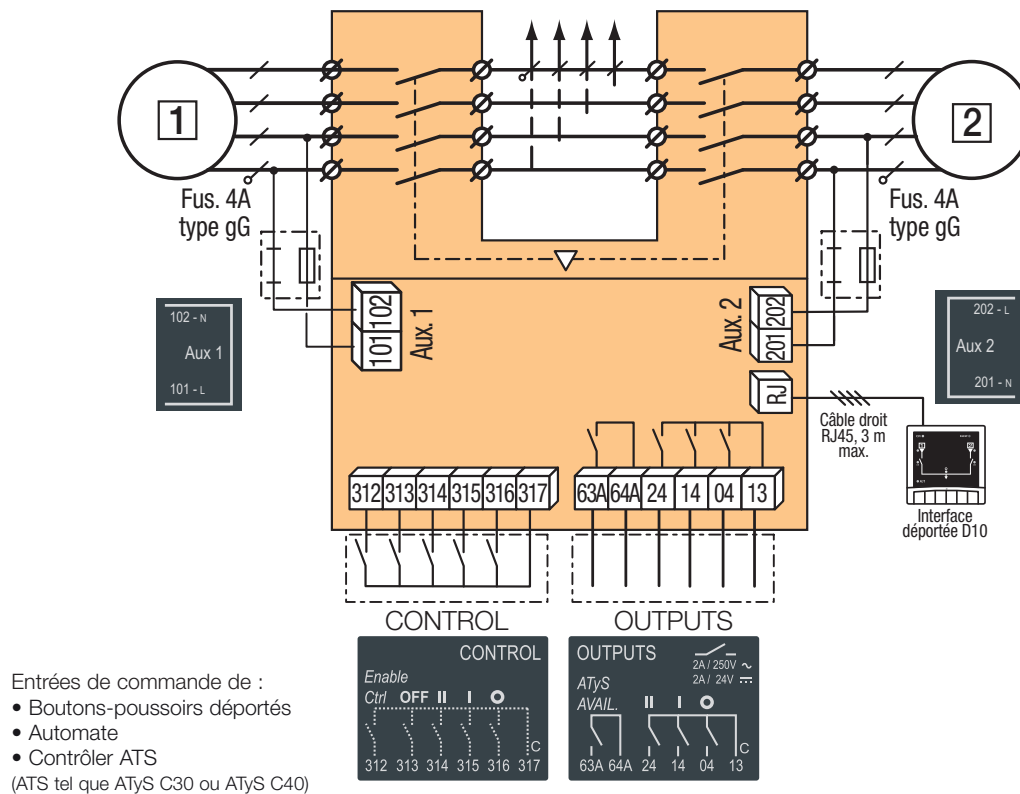 1
2
Fus. 4A
type gG
Fus. 4A
type gG
102 - N
Aux 1
101 - L
102
101
Aux. 1
Aux. 2
202
201
202 - L
Aux 2
201 - N
RJ
Câble droit
RJ45, 3 m
max.
Interface
déportée D10
312 313 314 315 316 317
63A 64A 24 14 04 13
CONTROL
OUTPUTS
CONTROL
Enable
Ctrl OFF II I O
C
312 313 314 315 316 317
OUTPUTS
2A / 250V ~
2A / 24V ⎓
ATyS
AVAIL. II I O
C
63A 64A 24 14 04 13
Entrées de commande de :
• Boutons-poussoirs déportés
• Automate
• Contrôler ATS
(ATS tel que ATyS C30 ou ATyS C40)